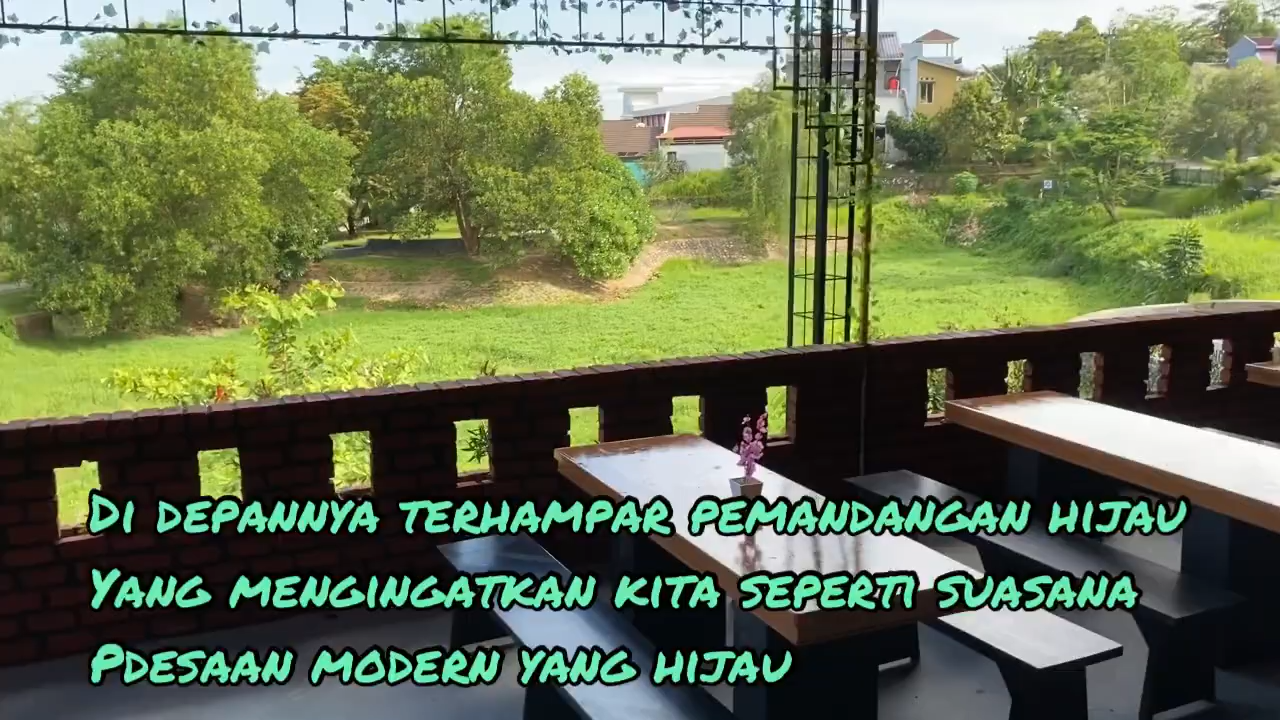 Di depannya terhampar pemandangan hijau
Yang mengingatkan kita seperti suasana
Pdesaan modern yang hijau